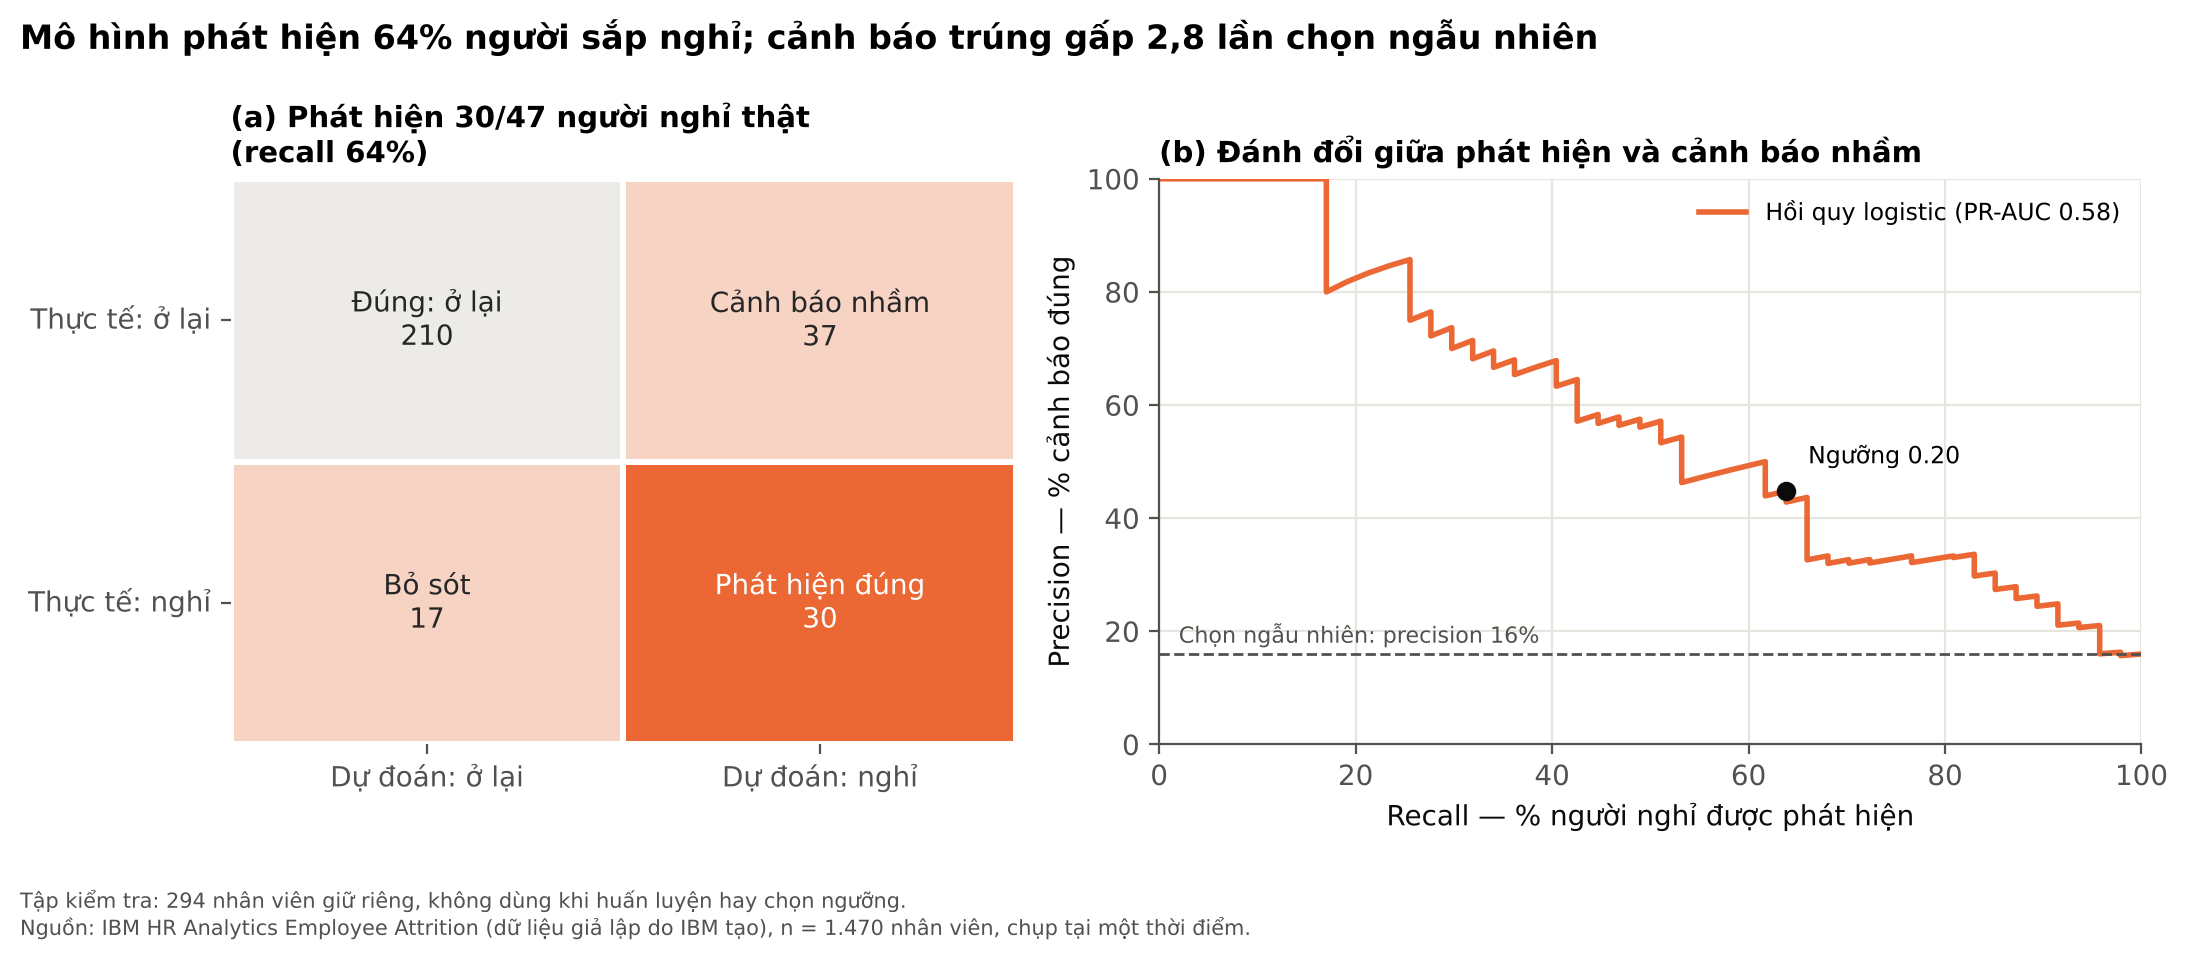 Mô hình phát hiện 64% người sắp nghỉ; cảnh báo trúng gấp 2,8 lần chọn ngẫu nhiên
(a) Phát hiện 30/47 người nghỉ thật
(recall 64%)
Thực tế: ở lại
Thực tế: nghỉ
Đúng: ở lại
210
Cảnh báo nhầm
37
Bỏ sót
17
Phát hiện đúng
30
Dự đoán: ở lại
Dự đoán: nghỉ
(b) Đánh đổi giữa phát hiện và cảnh báo nhầm
Precision — % cảnh báo đúng
100
80
60
40
20
0
Hồi quy logistic (PR-AUC 0.58)
Ngưỡng 0.20
Chọn ngẫu nhiên: precision 16%
0
20
40
60
80
100
Recall — % người nghỉ được phát hiện
Tập kiểm tra: 294 nhân viên giữ riêng, không dùng khi huấn luyện hay chọn ngưỡng.
Nguồn: IBM HR Analytics Employee Attrition (dữ liệu giả lập do IBM tạo), n = 1.470 nhân viên, chụp tại một thời điểm.